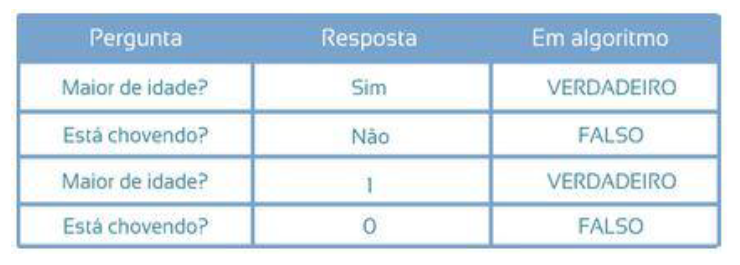 Pergunta Resposta Em algoritmo
Maior de idade? Sim VERDADEIRO
Está chovendo? Não FALSO
Maior de idade? 1 VERDADEIRO
Está chovendo? 0 FALSO